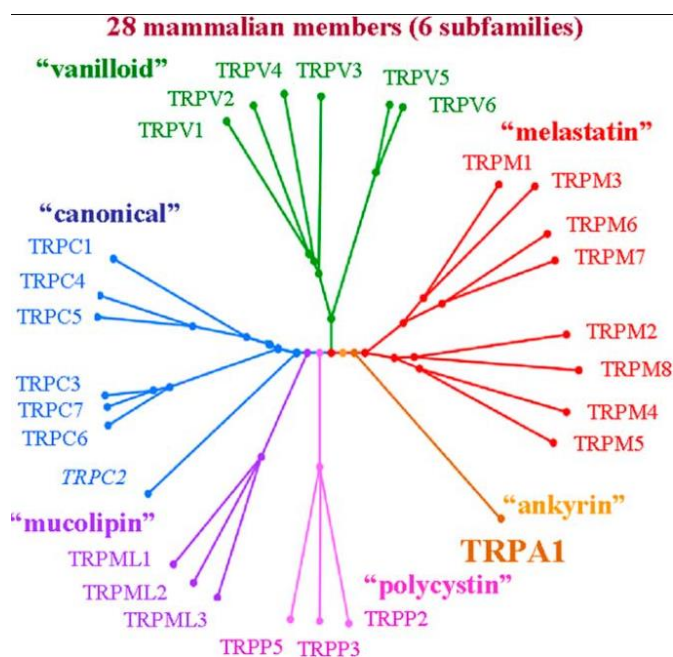 28 mammalian members (6 subfamilies)
“vanilloid”
TRPV4
TRPV3
TRPV5
TRPV2
TRPV6
TRPV1
“melastatin”
TRPM1
TRPM3
“canonical”
TRPM6
TRPC1
TRPM7
TRPC4
TRPC5
TRPM2
TRPM8
TRPC3
TRPC7
TRPM4
TRPC6
TRPM5
TRPC2
“ankyrin”
“mucolipin”
TRPA1
TRPML1
“polycystin”
TRPML2
TRPML3
TRPP2
TRPP5
TRPP3